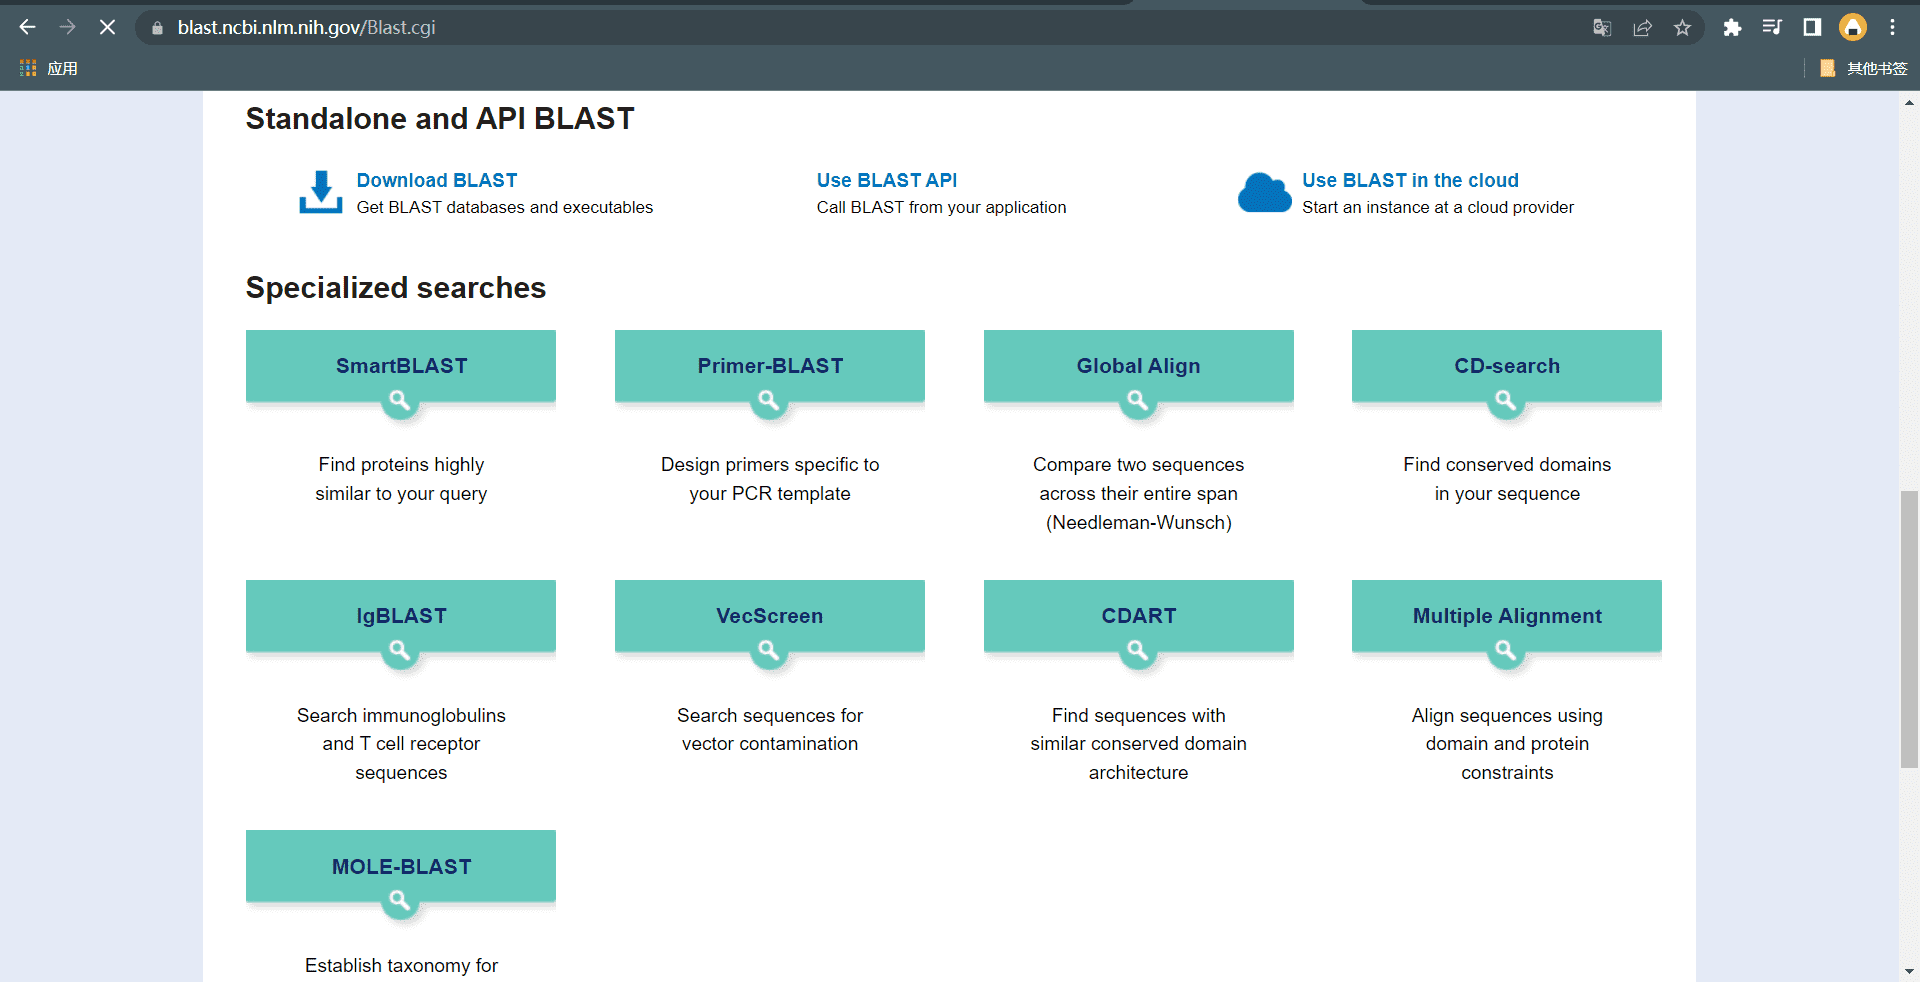 blast.ncbi.nlm.nih.gov/Blast.cgi
应用
其他书签
Standalone and API BLAST
Download BLAST
Get BLAST databases and executables
Use BLAST API
Call BLAST from your application
Use BLAST in the cloud
Start an instance at a cloud provider
Specialized searches
SmartBLAST
Find proteins highly
similar to your query
Primer-BLAST
Design primers specific to
your PCR template
Global Align
Compare two sequences
across their entire span
(Needleman-Wunsch)
CD-search
Find conserved domains
in your sequence
IgBLAST
Search immunoglobulins
and T cell receptor
sequences
VecScreen
Search sequences for
vector contamination
CDART
Find sequences with
similar conserved domain
architecture
Multiple Alignment
Align sequences using
domain and protein
constraints
MOLE-BLAST
Establish taxonomy for